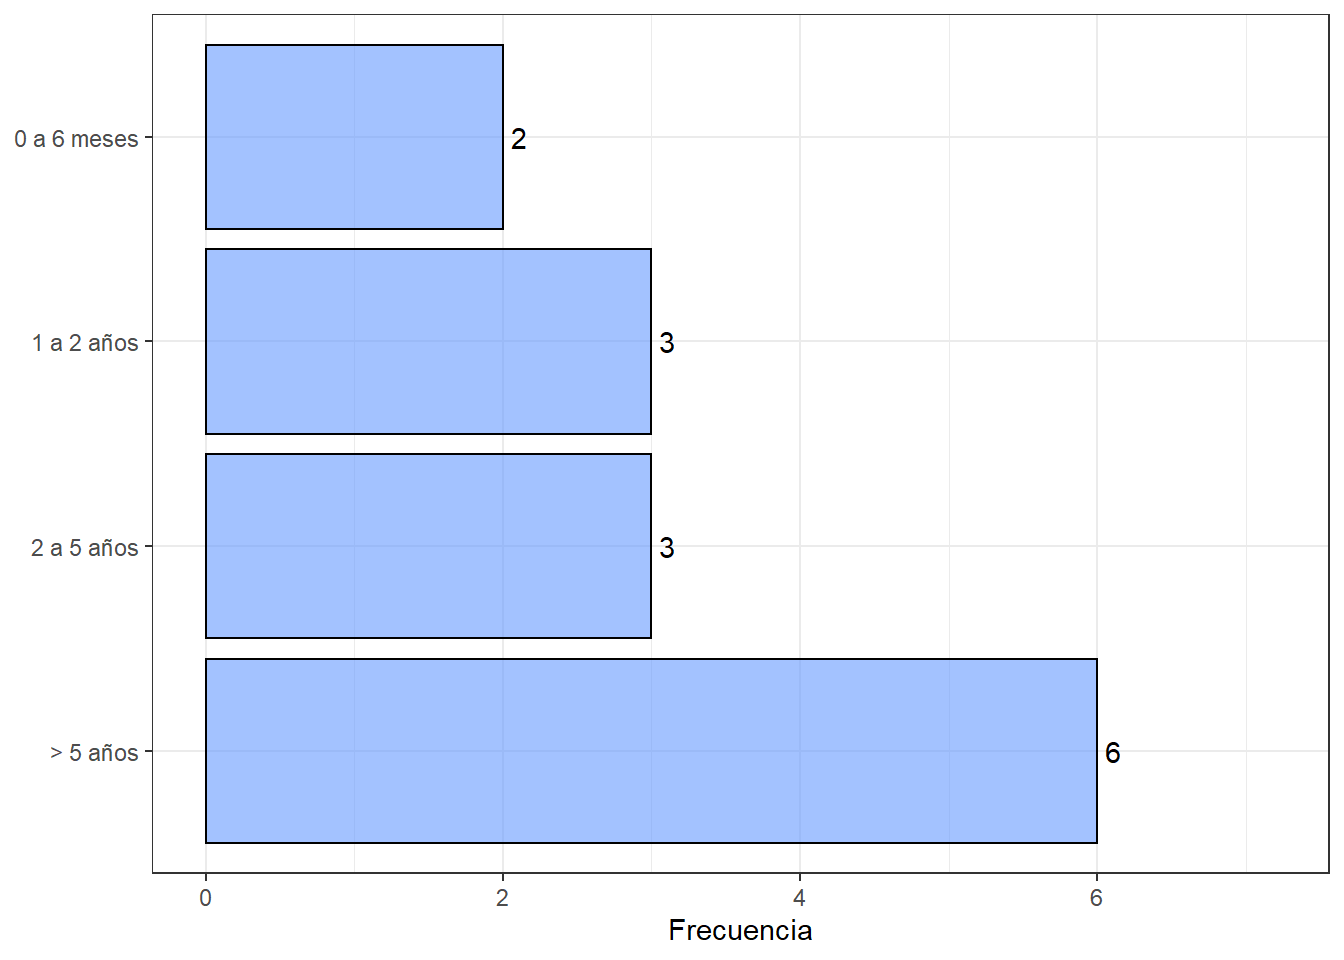 0 a 6 meses
2
1 a 2 años
3
2 a 5 años
3
> 5 años
6
0 2 4 6
Frecuencia